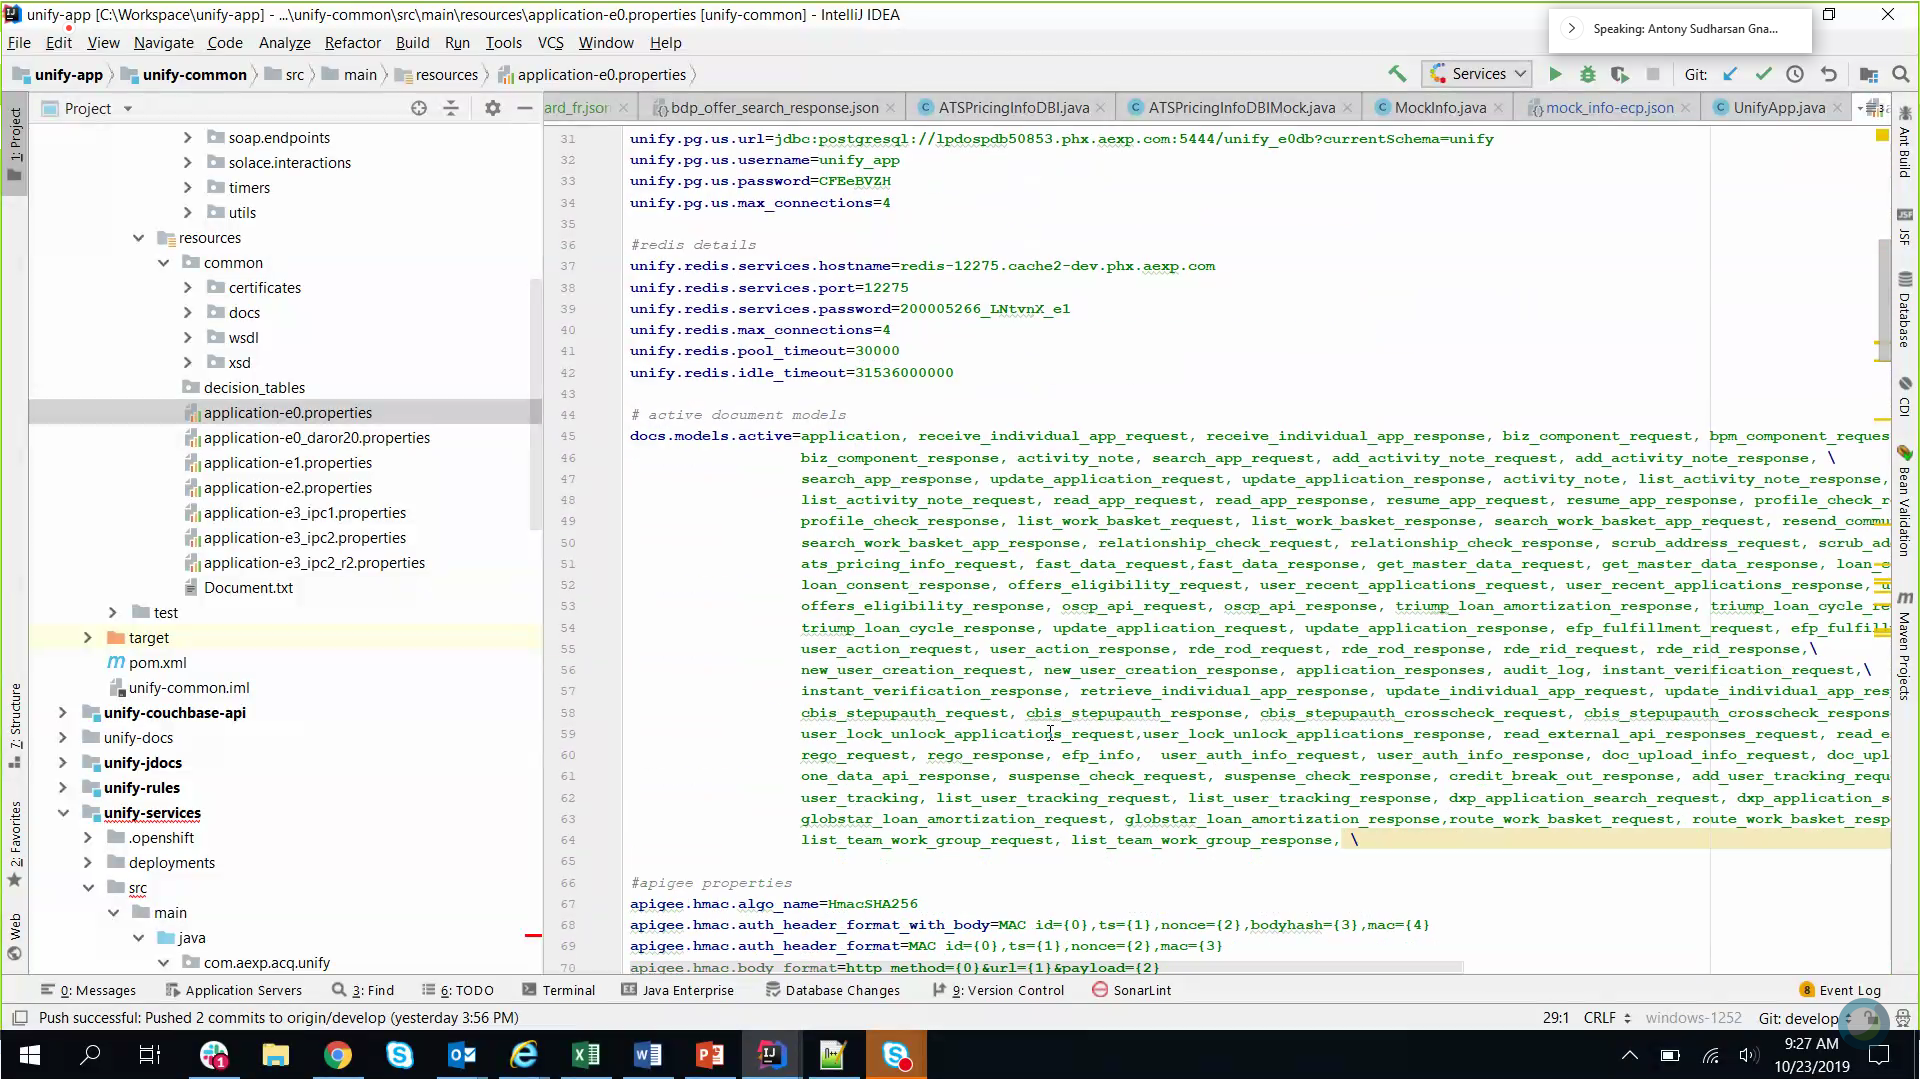 unify-app [C:\Workspace\unify-app] - ...\unify-common\src\main\resources\application-e0.properties [unify-common] - IntelliJ IDEA
Speaking: Antony Sudharsan Gna...
File Edit View Navigate Code Analyze Refactor Build Run Tools VCS Window Help
unify-app unify-common src main resources application-e0.properties Services Git:
Project ard_fr.json bdp_offer_search_response.json ATSPricingInfoDBI.java ATSPricingInfoDBIMock.java MockInfo.java mock_info-ecp.json UnifyApp.java
1: Project
7: Structure
2: Favorites
Web
soap.endpoints
solace.interactions
timers
utils
resources
common
certificates
docs
wsdl
xsd
decision_tables
application-e0.properties
application-e0_daror20.properties
application-e1.properties
application-e2.properties
application-e3_ipc1.properties
application-e3_ipc2.properties
application-e3_ipc2_r2.properties
Document.txt
test
target
pom.xml
unify-common.iml
unify-couchbase-api
unify-docs
unify-jdocs
unify-rules
unify-services
.openshift
deployments
src
main
java
com.aexp.acq.unify
31 unify.pg.us.url=jdbc:postgresql://lpdospdb50853.phx.aexp.com:5444/unify_e0db?currentSchema=unify
32 unify.pg.us.username=unify_app
33 unify.pg.us.password=CFEeBVZH
34 unify.pg.us.max_connections=4
35
36 #redis details
37 unify.redis.services.hostname=redis-12275.cache2-dev.phx.aexp.com
38 unify.redis.services.port=12275
39 unify.redis.services.password=200005266_LNtvnX_e1
40 unify.redis.max_connections=4
41 unify.redis.pool_timeout=30000
42 unify.redis.idle_timeout=31536000000
43
44 # active document models
45 docs.models.active=application, receive_individual_app_request, receive_individual_app_response, biz_component_request, bpm_component_reques
46 biz_component_response, activity_note, search_app_request, add_activity_note_request, add_activity_note_response, \
47 search_app_response, update_application_request, update_application_response, activity_note, list_activity_note_response,
48 list_activity_note_request, read_app_request, read_app_response, resume_app_request, resume_app_response, profile_check_r
49 profile_check_response, list_work_basket_request, list_work_basket_response, search_work_basket_app_request, resend_commu
50 search_work_basket_app_response, relationship_check_request, relationship_check_response, scrub_address_request, scrub_ad
51 ats_pricing_info_request, fast_data_request,fast_data_response, get_master_data_request, get_master_data_response, loan_c
52 loan_consent_response, offers_eligibility_request, user_recent_applications_request, user_recent_applications_response, u
53 offers_eligibility_response, oscp_api_request, oscp_api_response, triump_loan_amortization_response, triump_loan_cycle_re
54 triump_loan_cycle_response, update_application_request, update_application_response, efp_fulfillment_request, efp_fulfill
55 user_action_request, user_action_response, rde_rod_request, rde_rod_response, rde_rid_request, rde_rid_response,\
56 new_user_creation_request, new_user_creation_response, application_response, audit_log, instant_verification_request,\
57 instant_verification_response, retrieve_individual_app_response, update_individual_app_request, update_individual_app_res
58 cbis_stepupauth_request, cbis_stepupauth_response, cbis_stepupauth_crosscheck_request, cbis_stepupauth_crosscheck_respons
59 user_lock_unlock_applications_request,user_lock_unlock_applications_response, read_external_api_responses_request, read_e
60 rego_request, rego_response, efp_info, user_auth_info_request, user_auth_info_response, doc_upload_info_request, doc_upl
61 one_data_api_response, suspense_check_request, suspense_check_response, credit_break_out_response, add_user_tracking_requ
62 user_tracking, list_user_tracking_request, list_user_tracking_response, dxp_application_search_request, dxp_application_s
63 globstar_loan_amortization_request, globstar_loan_amortization_response,route_work_basket_request, route_work_basket_resp
64 list_team_work_group_request, list_team_work_group_response, \
65
66 #apigee properties
67 apigee.hmac.algo_name=HmacSHA256
68 apigee.hmac.auth_header_format_with_body=MAC id={0},ts={1},nonce={2},bodyhash={3},mac={4}
69 apigee.hmac.auth_header_format=MAC id={0},ts={1},nonce={2},mac={3}
70 apigee.hmac.body_format=http_method={0}&url={1}&payload={2}
Ant Build
JSF
Database
CDI
Bean Validation
Maven Projects
0: Messages Application Servers 3: Find 6: TODO Terminal Java Enterprise Database Changes 9: Version Control SonarLint 8 Event Log
Push successful: Pushed 2 commits to origin/develop (yesterday 3:56 PM) 29:1 CRLF windows-1252 Git: develop
9:27 AM
10/23/2019